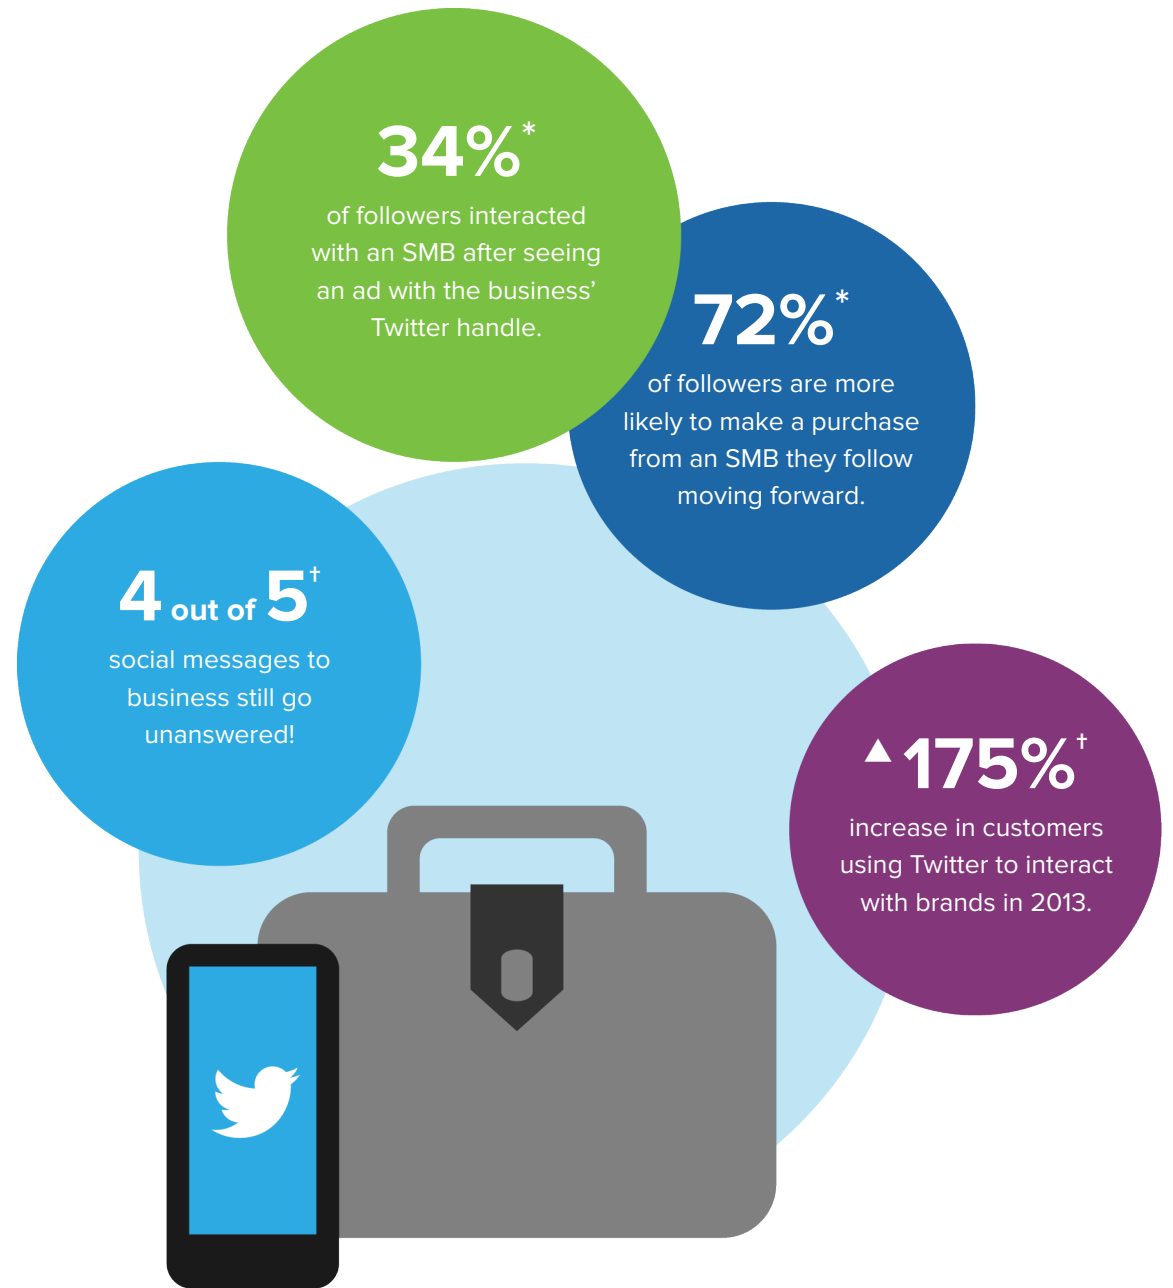 34%*
of followers interacted
with an SMB after seeing
an ad with the business’
Twitter handle.
72%*
of followers are more
likely to make a purchase
from an SMB they follow
moving forward.
4 out of 5†
social messages to
business still go
unanswered!
▲175%†
increase in customers
using Twitter to interact
with brands in 2013.